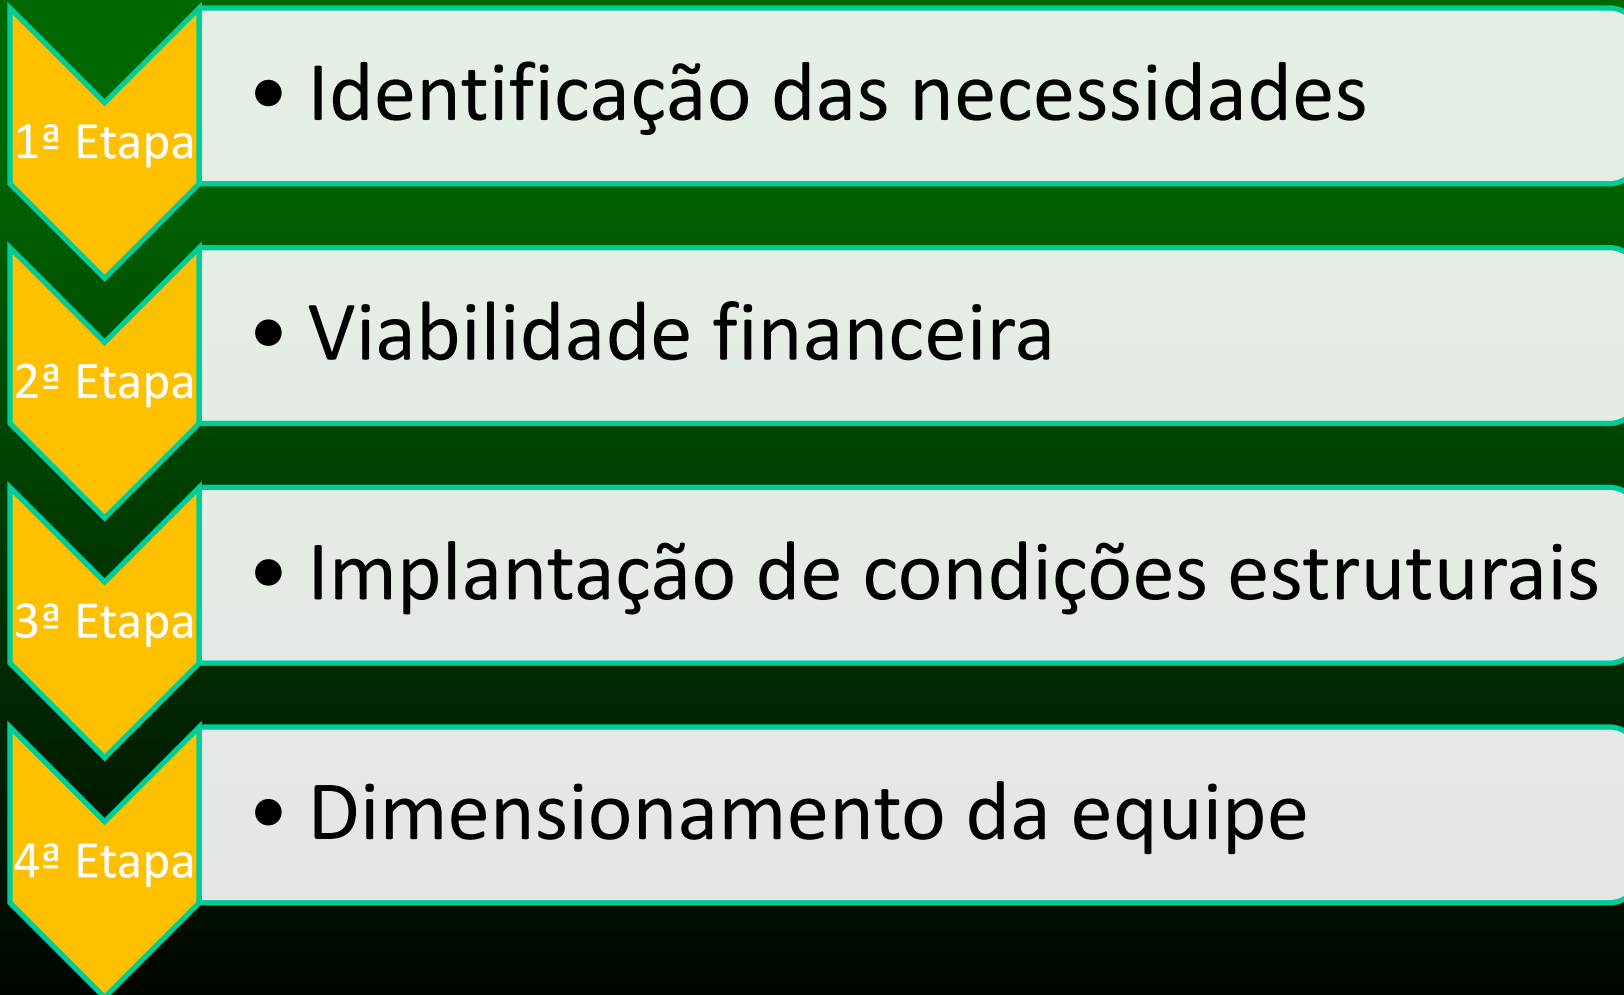 1ª Etapa
• Identificação das necessidades
2ª Etapa
• Viabilidade financeira
3ª Etapa
• Implantação de condições estruturais
4ª Etapa
• Dimensionamento da equipe